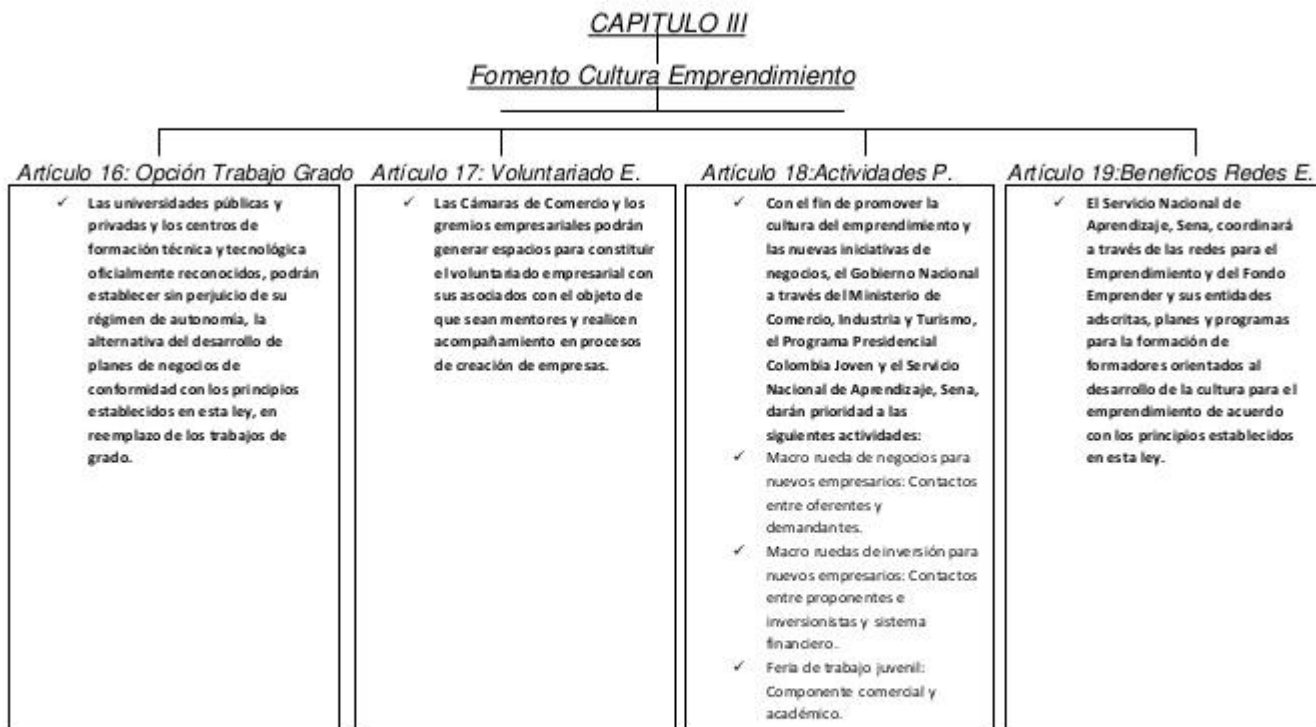 CAPITULO III
Fomento Cultura Emprendimiento
Artículo 16: Opción Trabajo Grado
✓ Las universidades públicas y
privadas y los centros de
formación técnica y tecnológica
oficialmente reconocidos, podrán
establecer sin perjuicio de su
régimen de autonomía, la
alternativa del desarrollo de
planes de negocios de
conformidad con los principios
establecidos en esta ley, en
reemplazo de los trabajos de
grado.
Artículo 17: Voluntariado E.
✓ Las Cámaras de Comercio y los
gremios empresariales podrán
generar espacios para constituir
el voluntariado empresarial con
sus asociados con el objeto de
que sean mentores y realicen
acompañamiento en procesos
de creación de empresas.
Artículo 18:Actividades P.
✓ Con el fin de promover la
cultura del emprendimiento y
las nuevas iniciativas de
negocios, el Gobierno Nacional
a través del Ministerio de
Comercio, Industria y Turismo,
el Programa Presidencial
Colombia Joven y el Servicio
Nacional de Aprendizaje, Sena,
darán prioridad a las
siguientes actividades:
✓ Macro rueda de negocios para
nuevos empresarios: Contactos
entre oferentes y
demandantes.
✓ Macro ruedas de inversión para
nuevos empresarios: Contactos
entre proponentes e
inversionistas y sistema
financiero.
✓ Feria de trabajo juvenil:
Componente comercial y
académico.
Artículo 19:Beneficos Redes E.
✓ El Servicio Nacional de
Aprendizaje, Sena, coordinará
a través de las redes para el
Emprendimiento y del Fondo
Emprender y sus entidades
adscritas, planes y programas
para la formación de
formadores orientados al
desarrollo de la cultura para el
emprendimiento de acuerdo
con los principios establecidos
en esta ley.